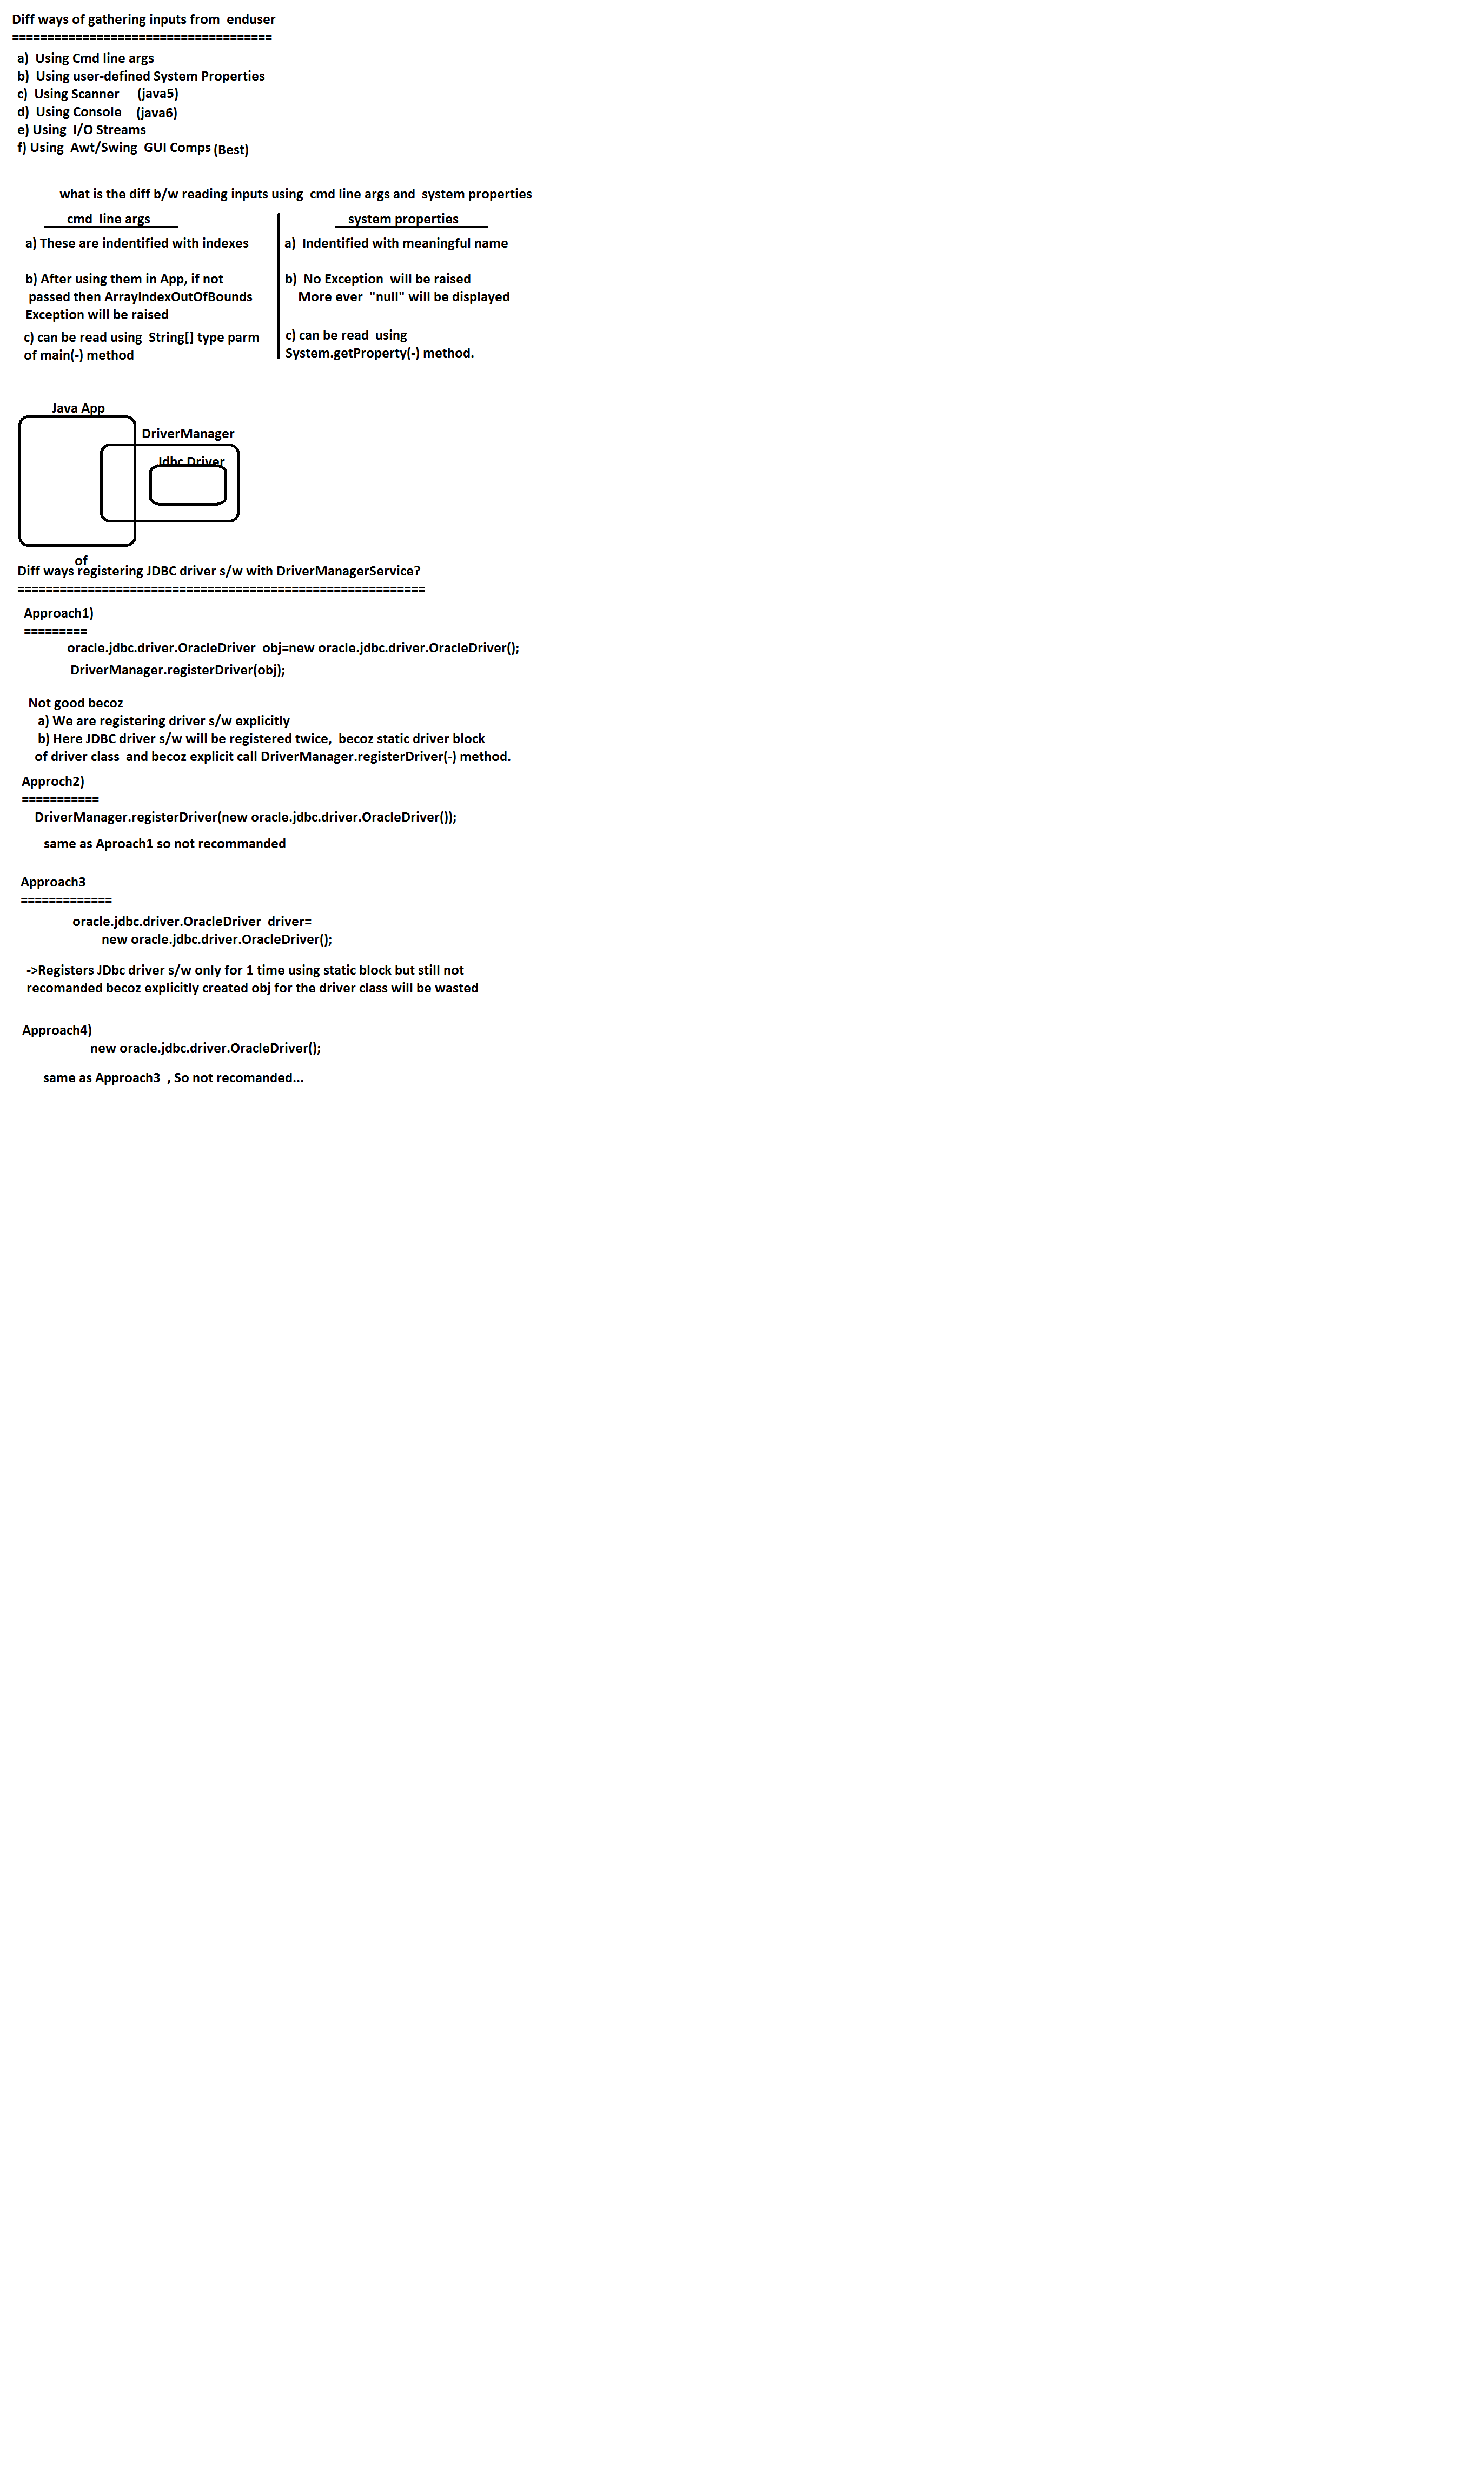 Diff ways of gathering inputs from enduser
=====================================
a) Using Cmd line args
b) Using user-defined System Properties
c) Using Scanner (java5)
d) Using Console (java6)
e) Using I/O Streams
f) Using Awt/Swing GUI Comps (Best)
what is the diff b/w reading inputs using cmd line args and system properties
cmd line args
a) These are indentified with indexes
b) After using them in App, if not
passed then ArrayIndexOutOfBounds
Exception will be raised
c) can be read using String[] type parm
of main(-) method
system properties
a) Indentified with meaningful name
b) No Exception will be raised
More ever "null" will be displayed
c) can be read using
System.getProperty(-) method.
Java App
DriverManager
Jdbc Driver
of
Diff ways registering JDBC driver s/w with DriverManagerService?
==========================================================
Approach1)
=========
oracle.jdbc.driver.OracleDriver obj=new oracle.jdbc.driver.OracleDriver();
DriverManager.registerDriver(obj);
Not good becoz
a) We are registering driver s/w explicitly
b) Here JDBC driver s/w will be registered twice, becoz static driver block
of driver class and becoz explicit call DriverManager.registerDriver(-) method.
Approch2)
===========
DriverManager.registerDriver(new oracle.jdbc.driver.OracleDriver());
same as Aproach1 so not recommanded
Approach3
=============
oracle.jdbc.driver.OracleDriver driver=
new oracle.jdbc.driver.OracleDriver();
->Registers JDbc driver s/w only for 1 time using static block but still not
recomanded becoz explicitly created obj for the driver class will be wasted
Approach4)
new oracle.jdbc.driver.OracleDriver();
same as Approach3 , So not recomanded...